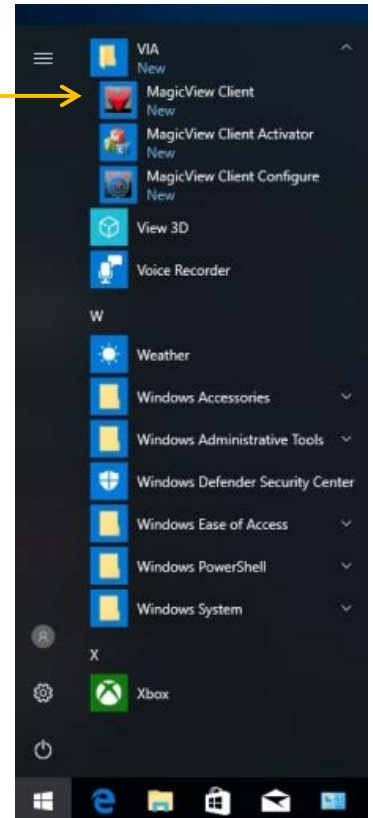 VIA
New
MagicView Client
New
MagicView Client Activator
New
MagicView Client Configure
New
View 3D
Voice Recorder
W
Weather
Windows Accessories
Windows Administrative Tools
Windows Defender Security Center
Windows Ease of Access
Windows PowerShell
Windows System
X
Xbox